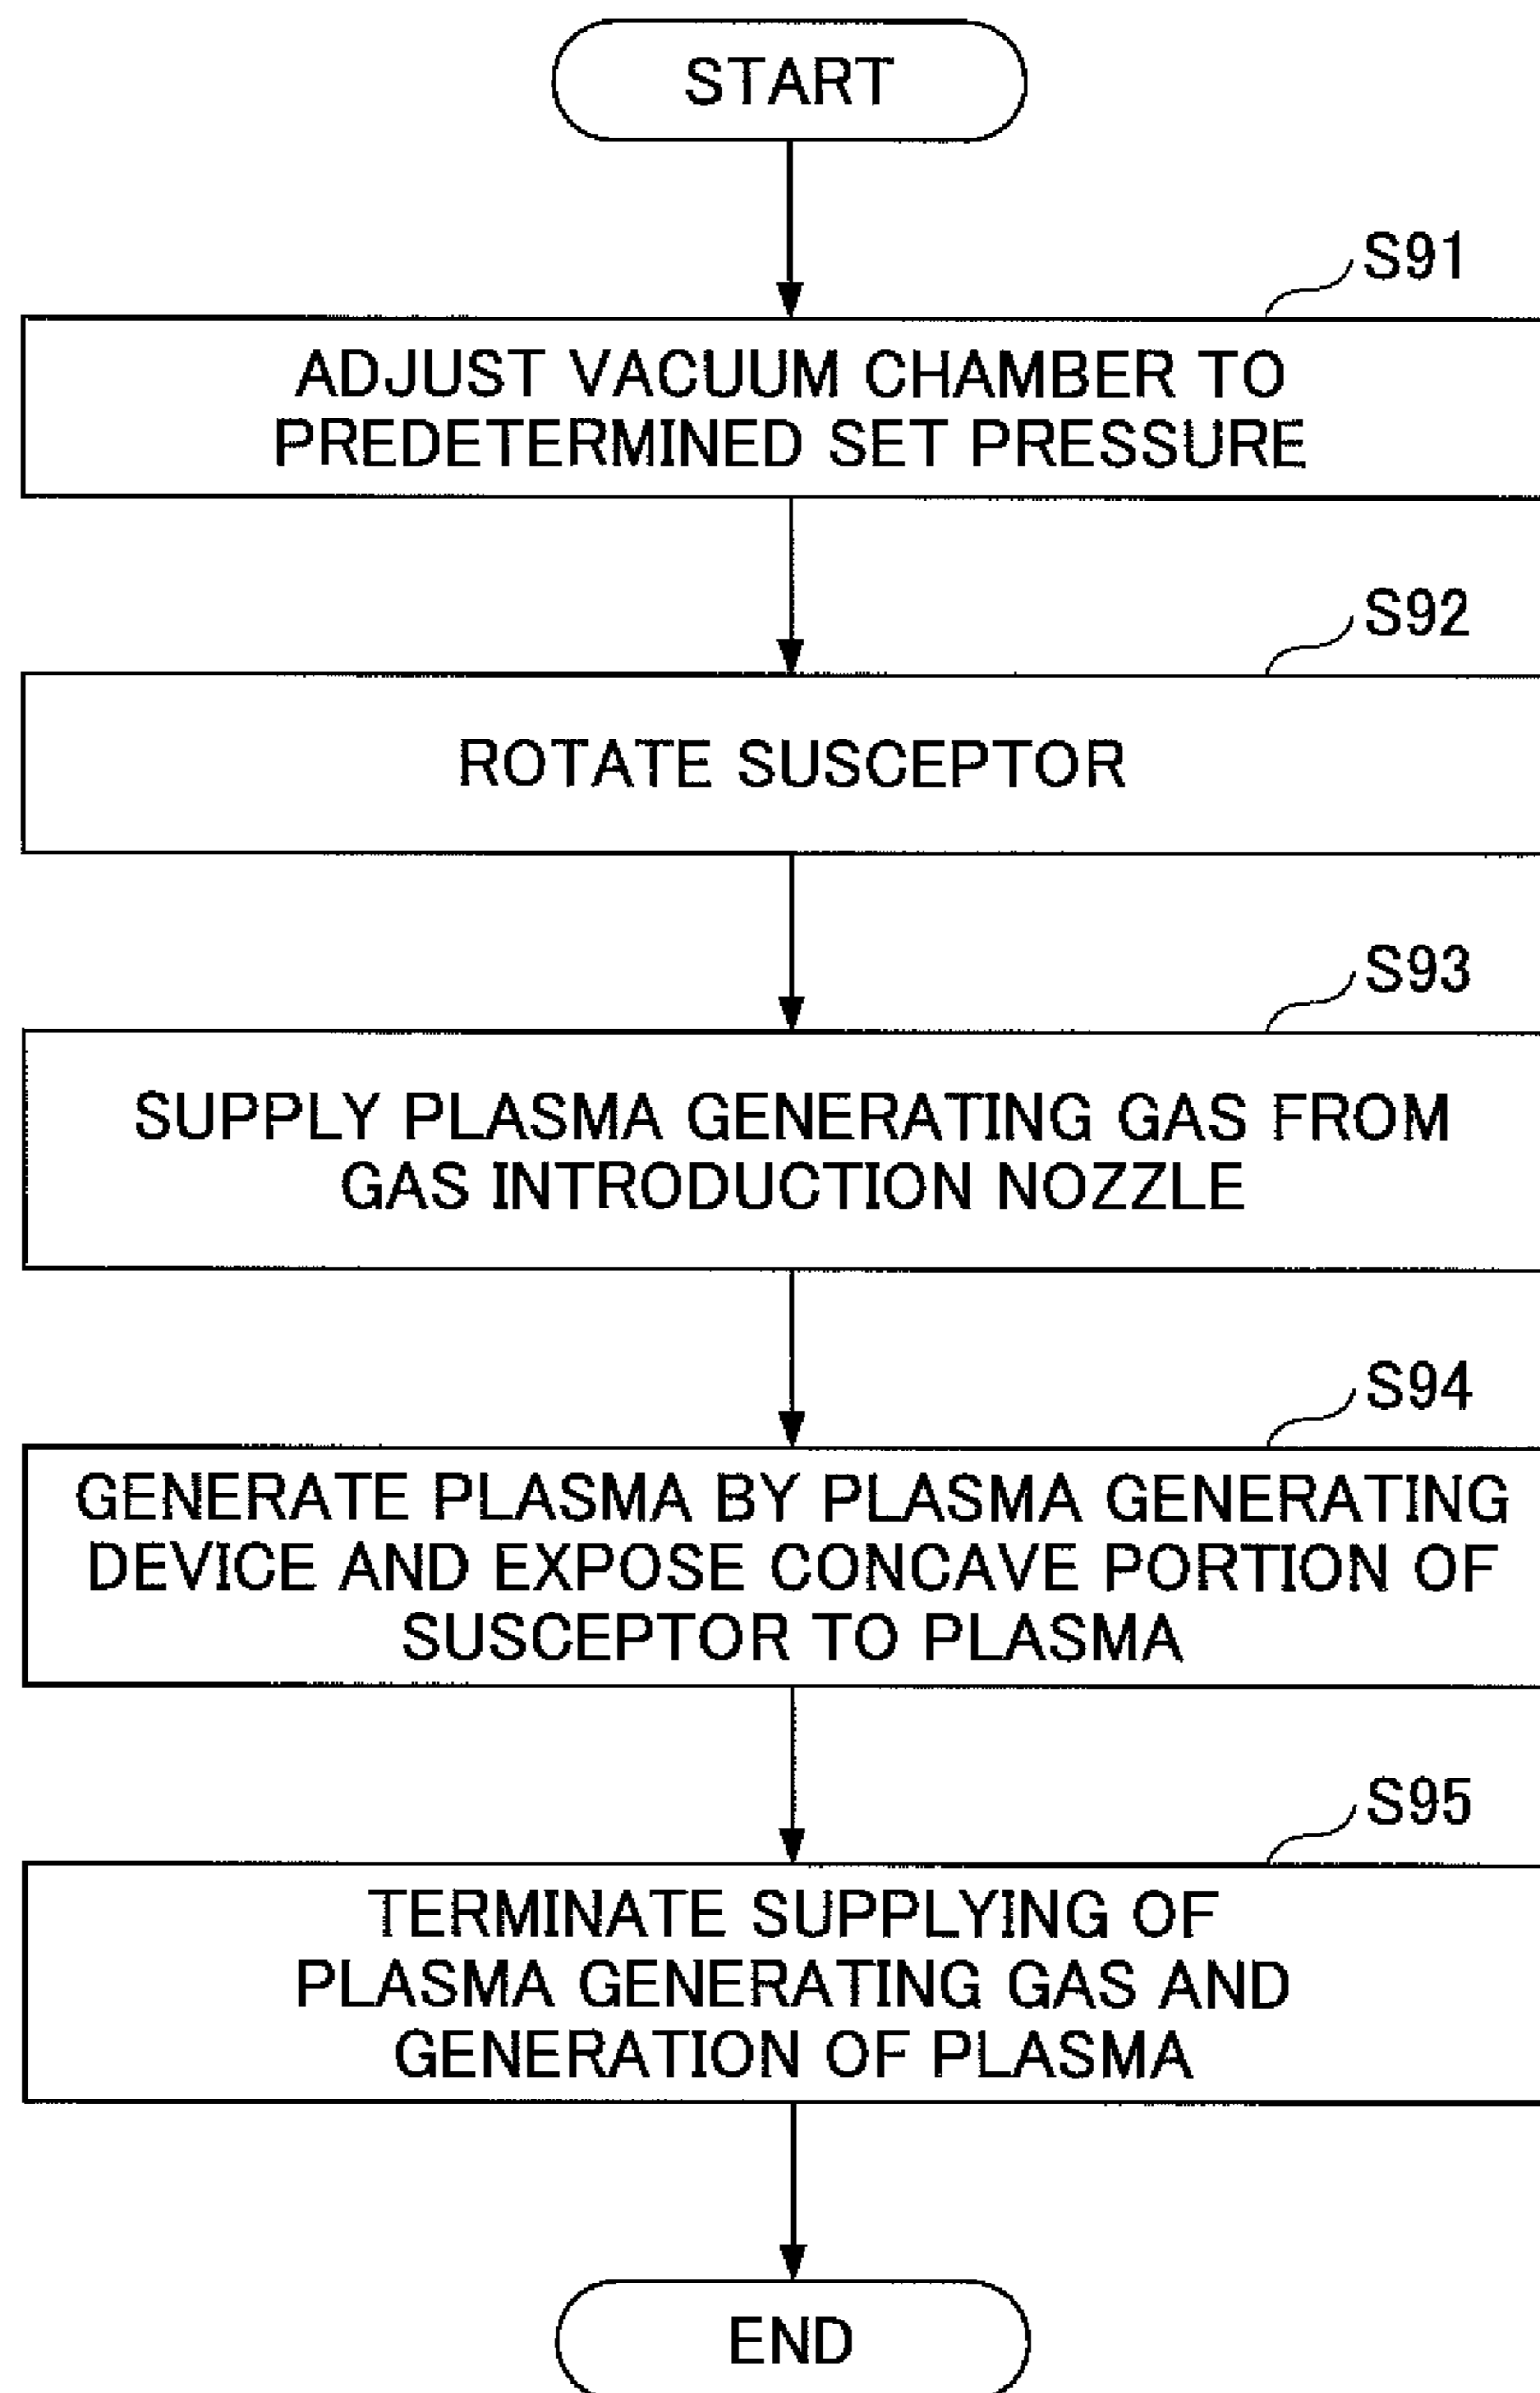 START
S91
ADJUST VACUUM CHAMBER TO
PREDETERMINED SET PRESSURE
S92
ROTATE SUSCEPTOR
S93
SUPPLY PLASMA GENERATING GAS FROM
GAS INTRODUCTION NOZZLE
S94
GENERATE PLASMA BY PLASMA GENERATING
DEVICE AND EXPOSE CONCAVE PORTION OF
SUSCEPTOR TO PLASMA
S95
TERMINATE SUPPLYING OF
PLASMA GENERATING GAS AND
GENERATION OF PLASMA
END